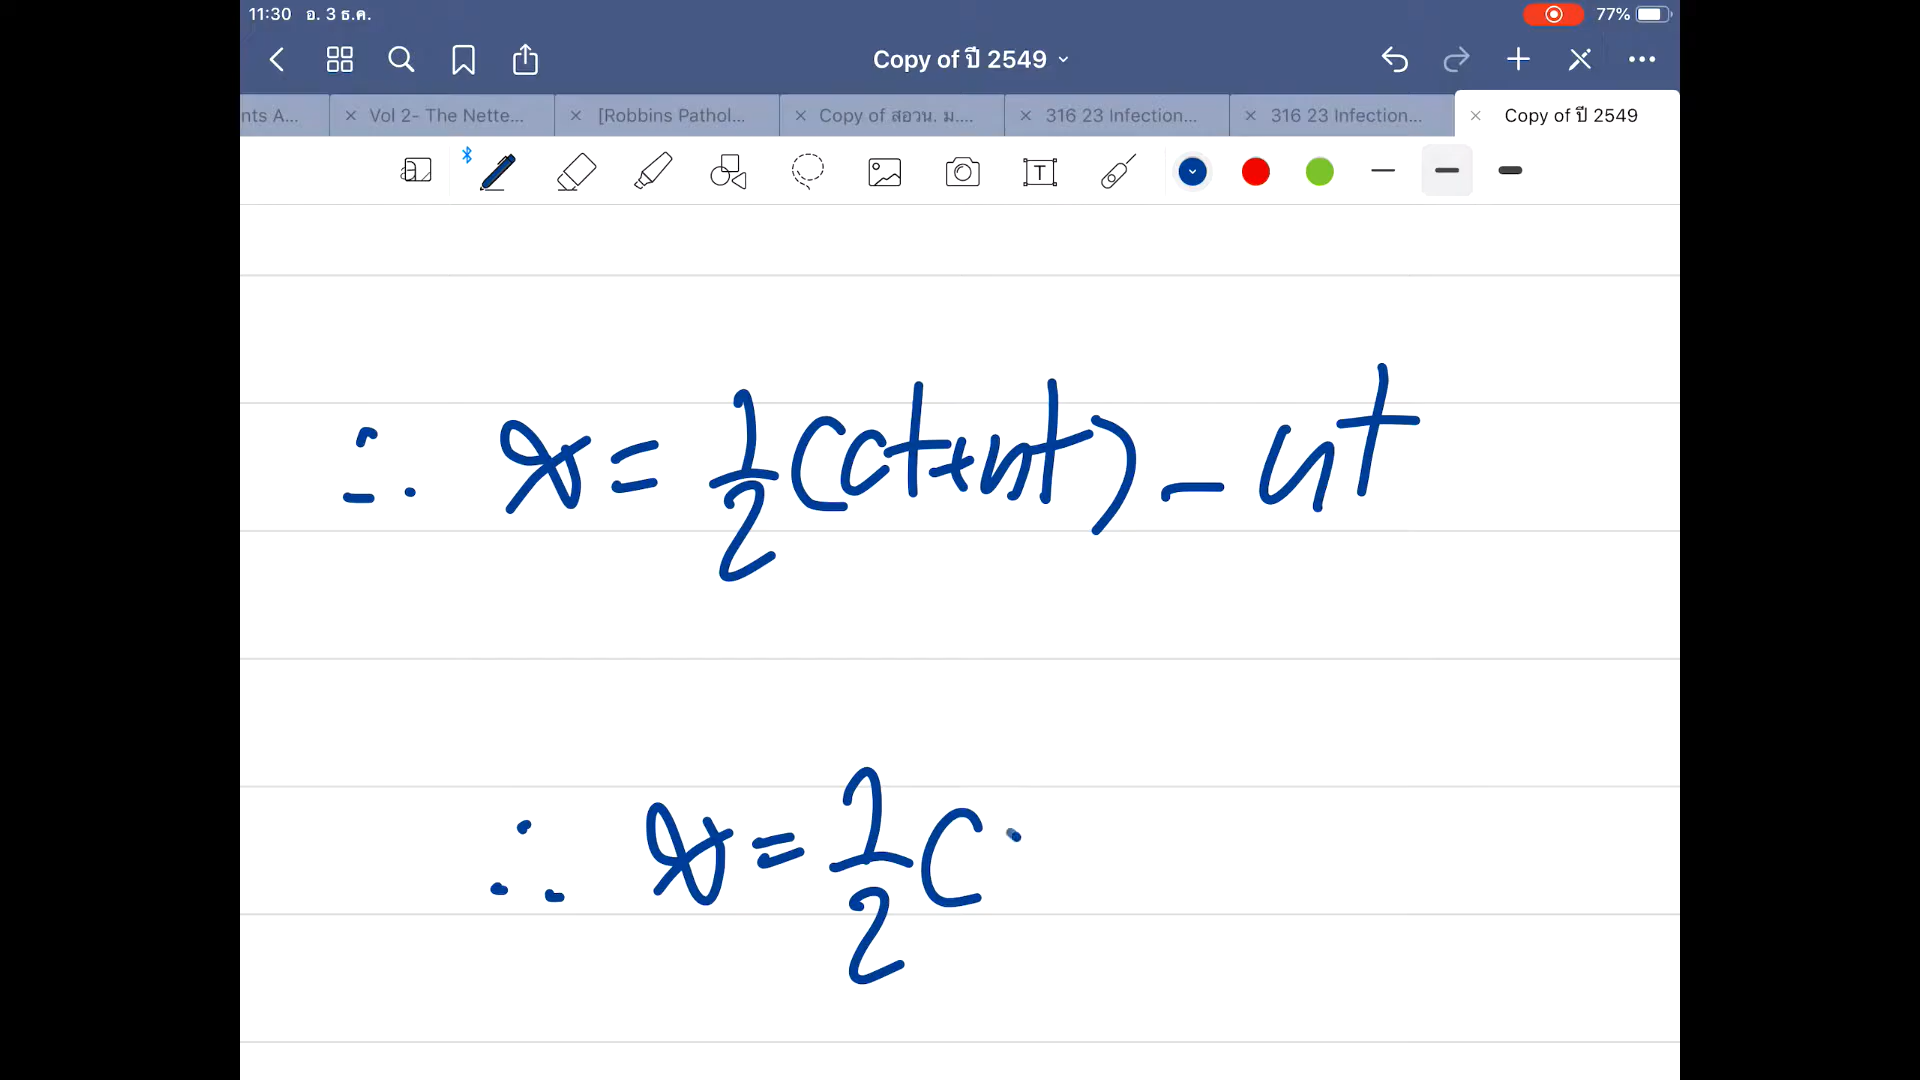 11:30 อ. 3 ธ.ค. 77%
Copy of ปี 2549
nts A... Vol 2- The Nette... [Robbins Pathol... Copy of สอวน. ม.... 316 23 Infection... 316 23 Infection... Copy of ปี 2549
∴ x = 1/2 (ct+ut) - ut
∴ x = 1/2 (